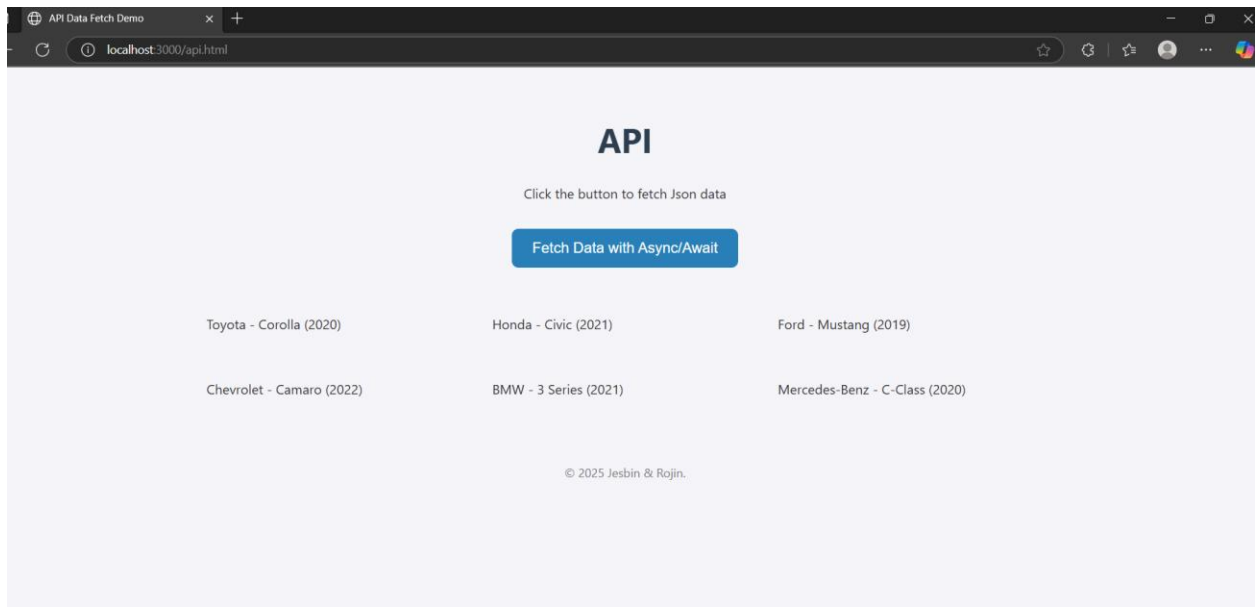 API Data Fetch Demo
localhost:3000/api.html
API
Click the button to fetch Json data
Fetch Data with Async/Await
Toyota - Corolla (2020)
Honda - Civic (2021)
Ford - Mustang (2019)
Chevrolet - Camaro (2022)
BMW - 3 Series (2021)
Mercedes-Benz - C-Class (2020)
© 2025 Jesbin & Rojin.